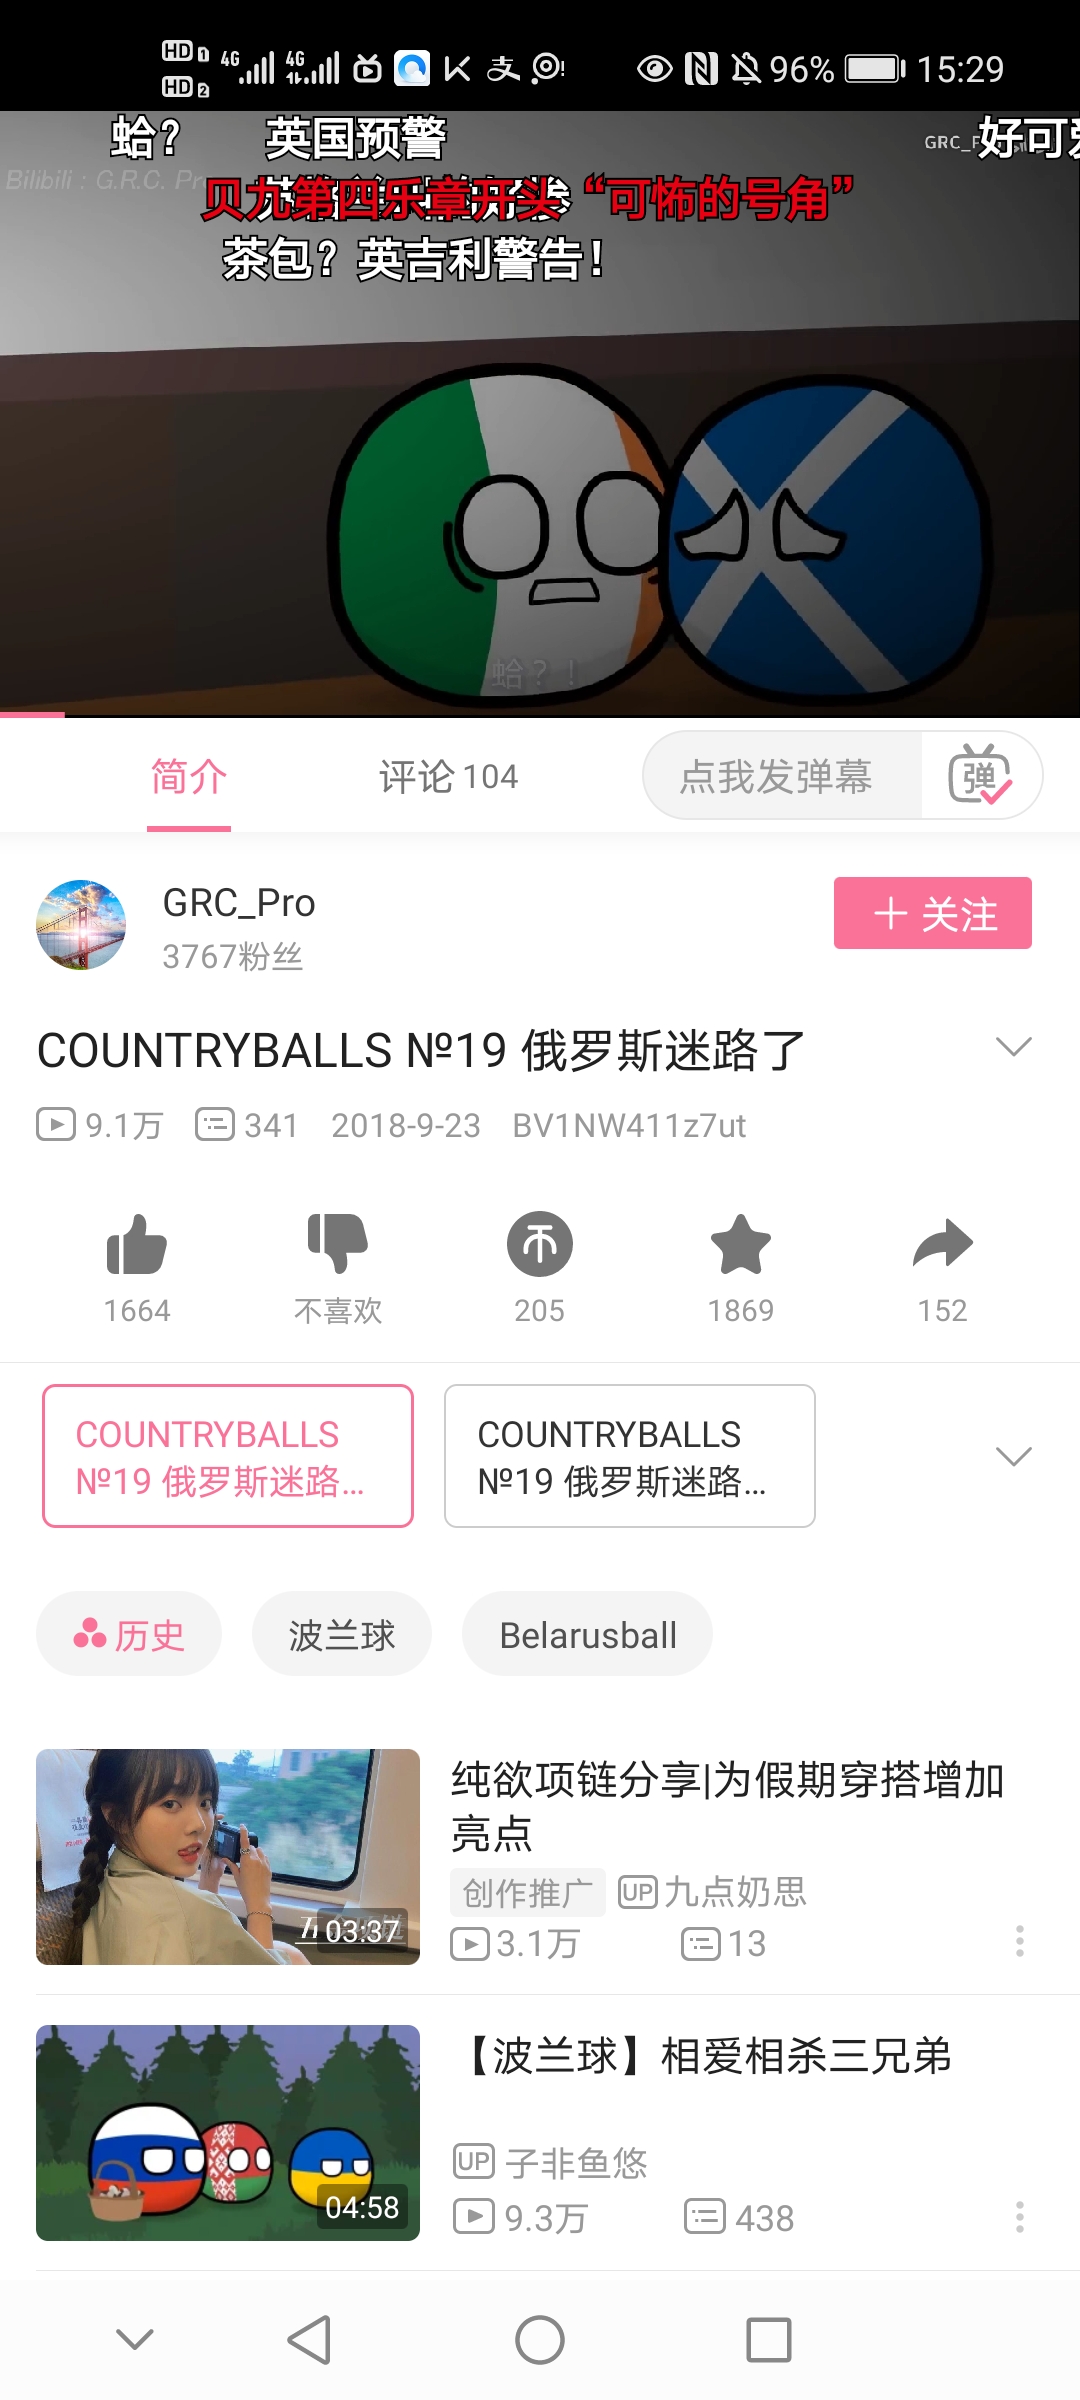 HD 1 4G 4G 96% 15:29
HD 2
蛤？ 英国预警 GRC_P 好可爱
Bilibili : G.R.C. Pr
贝九第四乐章开头“可怖的号角”
茶包？英吉利警告！
蛤？！
简介 评论 104 点我发弹幕 弹
GRC_Pro
3767粉丝
＋ 关注
COUNTRYBALLS №19 俄罗斯迷路了
9.1万 341 2018-9-23 BV1NW411z7ut
1664 不喜欢 205 1869 152
COUNTRYBALLS
№19 俄罗斯迷路...
COUNTRYBALLS
№19 俄罗斯迷路...
历史 波兰球 Belarusball
纯欲项链分享|为假期穿搭增加
亮点
创作推广 UP 九点奶思
3.1万 13
03:37
【波兰球】相爱相杀三兄弟
UP 子非鱼悠
9.3万 438
04:58